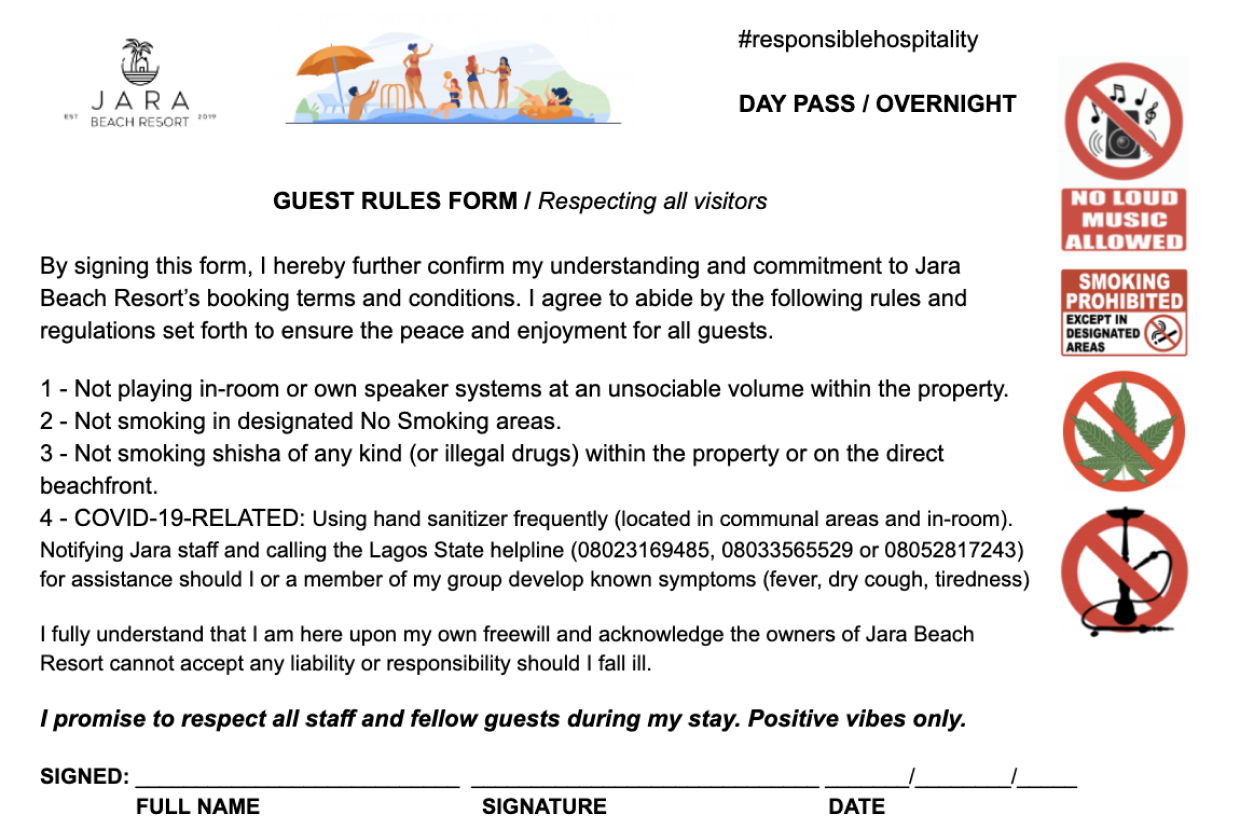 JARA
EST BEACH RESORT 2019
#responsiblehospitality
DAY PASS / OVERNIGHT
GUEST RULES FORM / Respecting all visitors
By signing this form, I hereby further confirm my understanding and commitment to Jara
Beach Resort’s booking terms and conditions. I agree to abide by the following rules and
regulations set forth to ensure the peace and enjoyment for all guests.
1 - Not playing in-room or own speaker systems at an unsociable volume within the property.
2 - Not smoking in designated No Smoking areas.
3 - Not smoking shisha of any kind (or illegal drugs) within the property or on the direct
beachfront.
4 - COVID-19-RELATED: Using hand sanitizer frequently (located in communal areas and in-room).
Notifying Jara staff and calling the Lagos State helpline (08023169485, 08033565529 or 08052817243)
for assistance should I or a member of my group develop known symptoms (fever, dry cough, tiredness)
I fully understand that I am here upon my own freewill and acknowledge the owners of Jara Beach
Resort cannot accept any liability or responsibility should I fall ill.
I promise to respect all staff and fellow guests during my stay. Positive vibes only.
SIGNED: ___________________________ _____________________________ _______/________/_____
FULL NAME SIGNATURE DATE
NO LOUD
MUSIC
ALLOWED
SMOKING
PROHIBITED
EXCEPT IN
DESIGNATED
AREAS